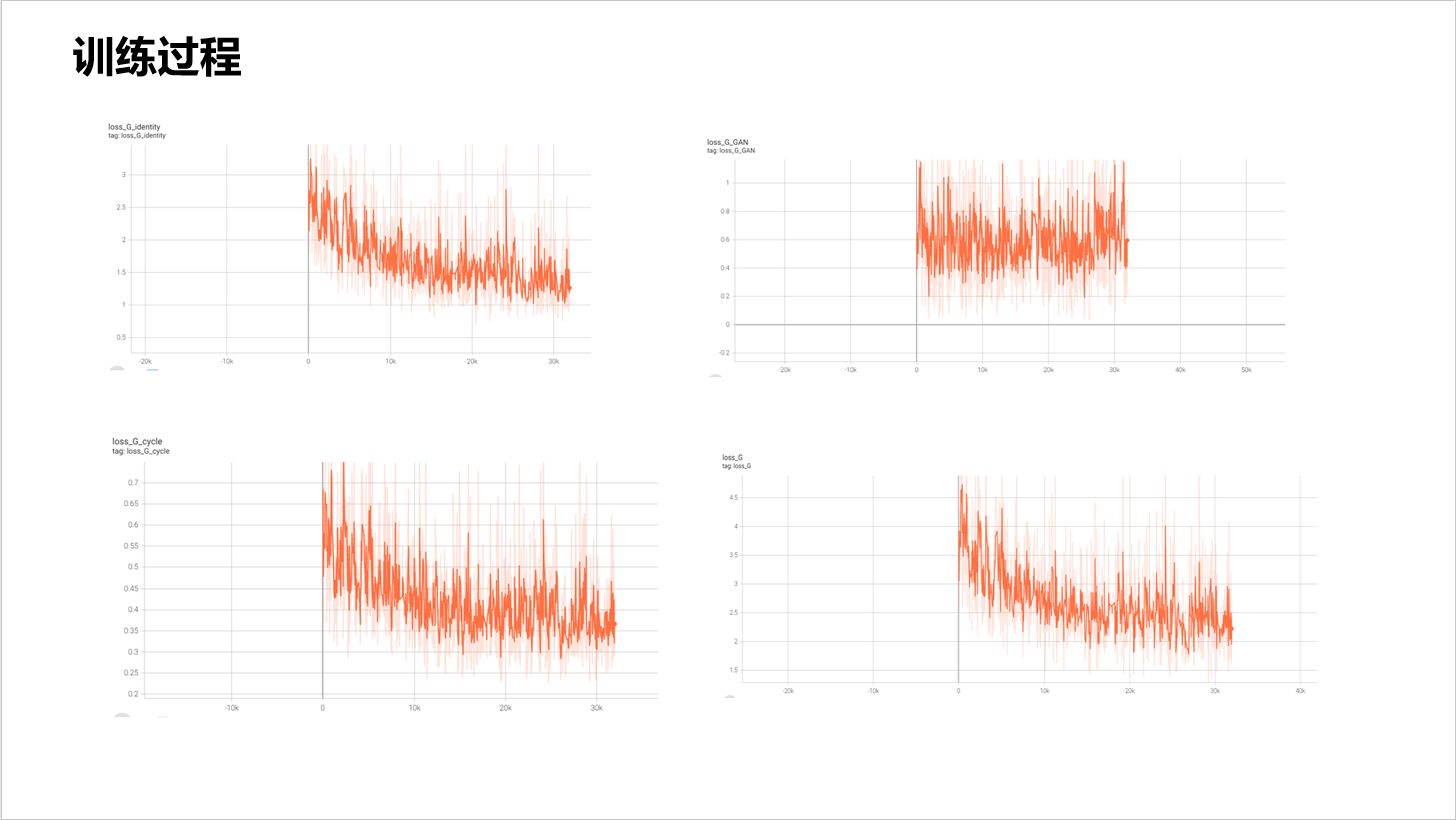 训练过程
loss_G_identity
tag: loss_G_identity
3
2.5
2
1.5
1
0.5
-20k -10k 0 10k 20k 30k
loss_G_GAN
tag: loss_G_GAN
1
0.8
0.6
0.4
0.2
0
-0.2
-20k -10k 0 10k 20k 30k 40k 50k
loss_G_cycle
tag: loss_G_cycle
0.7
0.65
0.6
0.55
0.5
0.45
0.4
0.35
0.3
0.25
0.2
-10k 0 10k 20k 30k
loss_G
tag: loss_G
4.5
4
3.5
3
2.5
2
1.5
-20k -10k 0 10k 20k 30k 40k